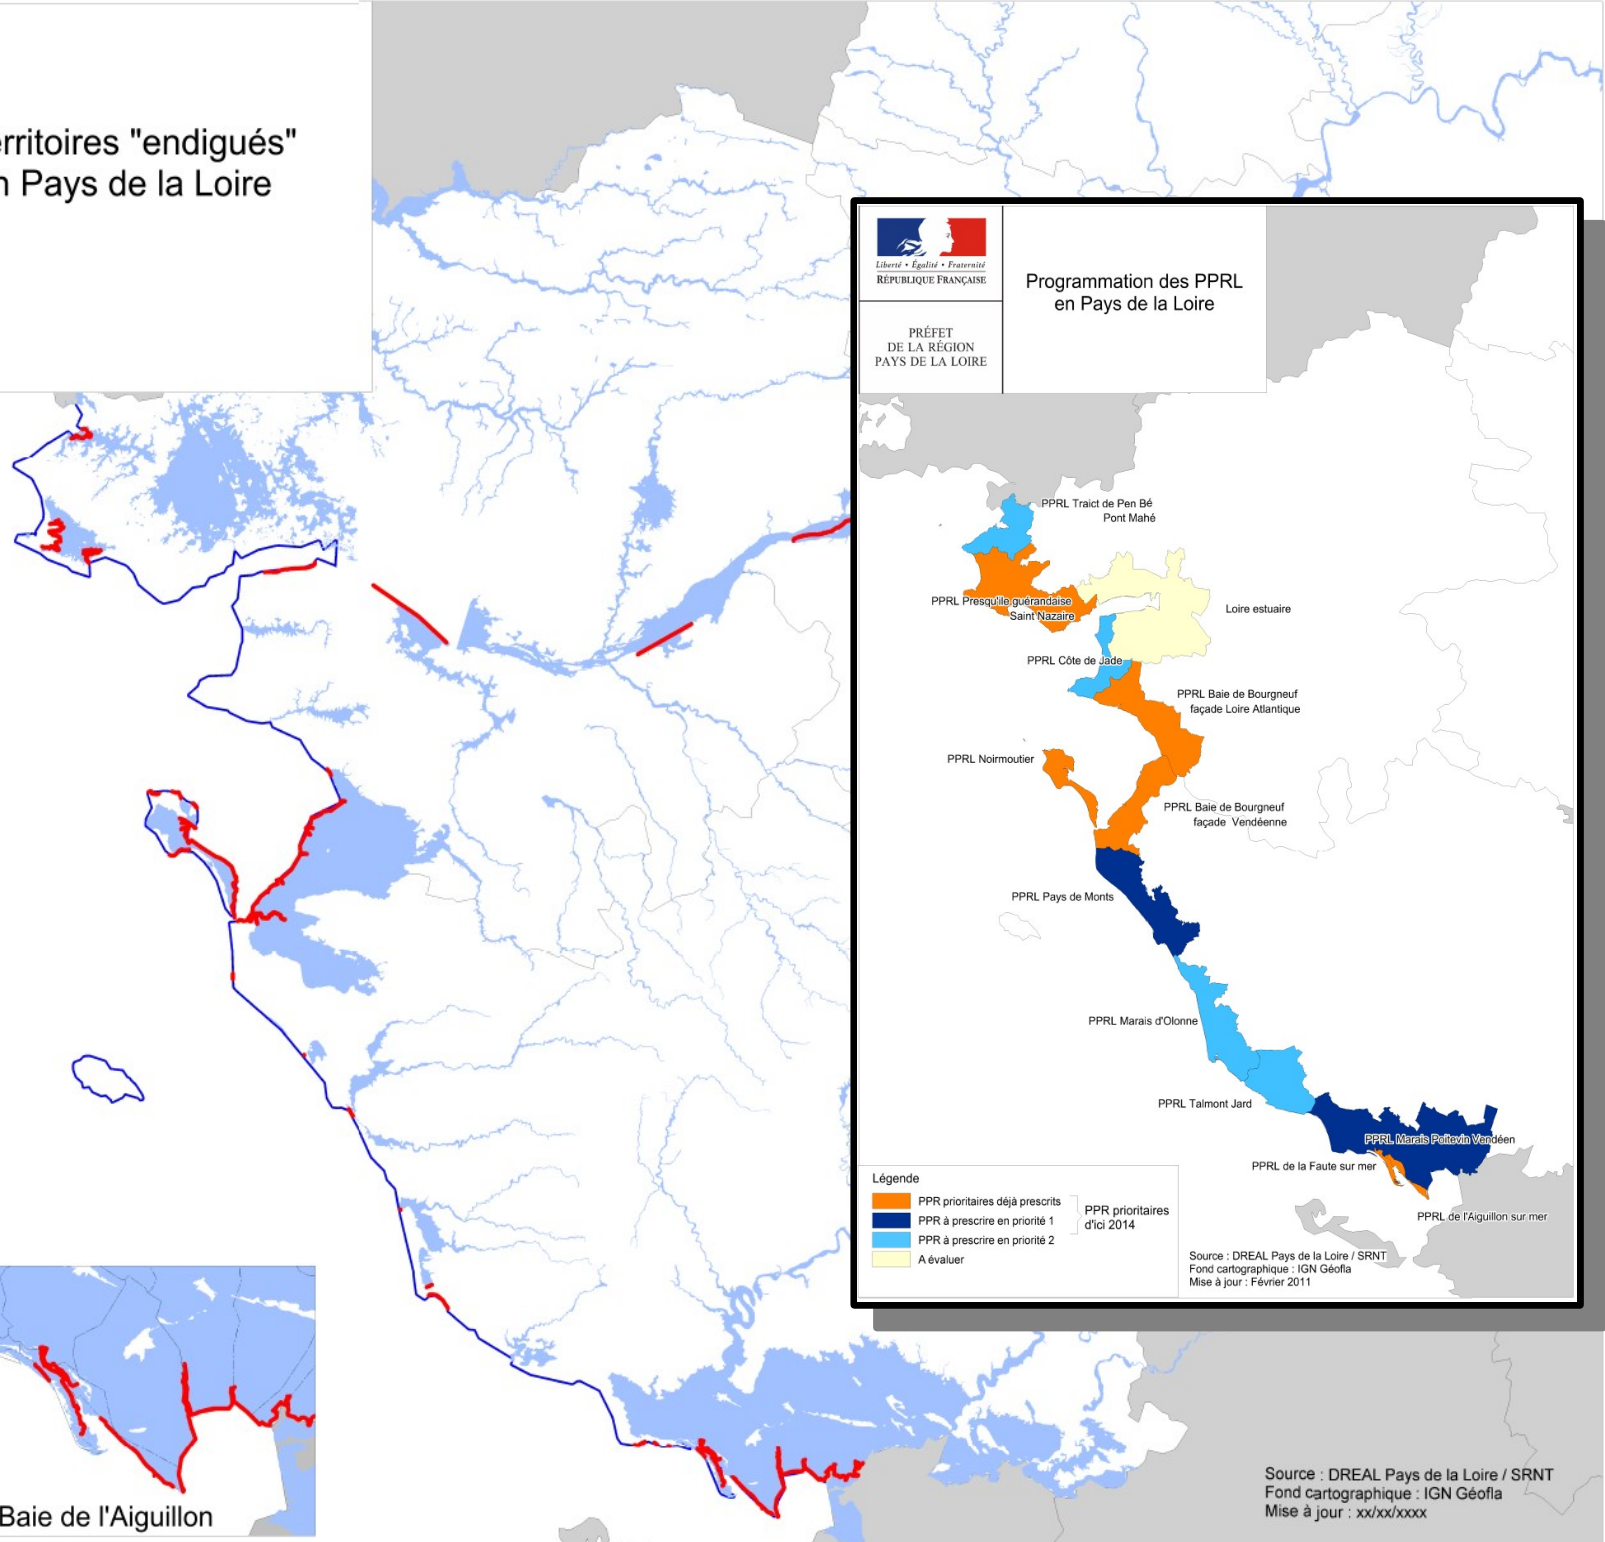 erritoires "endigués"
n Pays de la Loire
Liberté • Égalité • Fraternité
RÉPUBLIQUE FRANÇAISE
PRÉFET
DE LA RÉGION
PAYS DE LA LOIRE
Programmation des PPRL
en Pays de la Loire
PPRL Traict de Pen Bé
Pont Mahé
PPRL Presqu'ile guérandaise
Saint Nazaire
Loire estuaire
PPRL Côte de Jade
PPRL Baie de Bourgneuf
façade Loire Atlantique
PPRL Noirmoutier
PPRL Baie de Bourgneuf
façade Vendéenne
PPRL Pays de Monts
PPRL Marais d'Olonne
PPRL Talmont Jard
PPRL Marais Poitevin Vendéen
PPRL de la Faute sur mer
PPRL de l'Aiguillon sur mer
Légende
PPR prioritaires déjà prescrits
PPR à prescrire en priorité 1
PPR à prescrire en priorité 2
A évaluer
PPR prioritaires
d'ici 2014
Source : DREAL Pays de la Loire / SRNT
Fond cartographique : IGN Géofla
Mise à jour : Février 2011
Baie de l'Aiguillon
Source : DREAL Pays de la Loire / SRNT
Fond cartographique : IGN Géofla
Mise à jour : xx/xx/xxxx